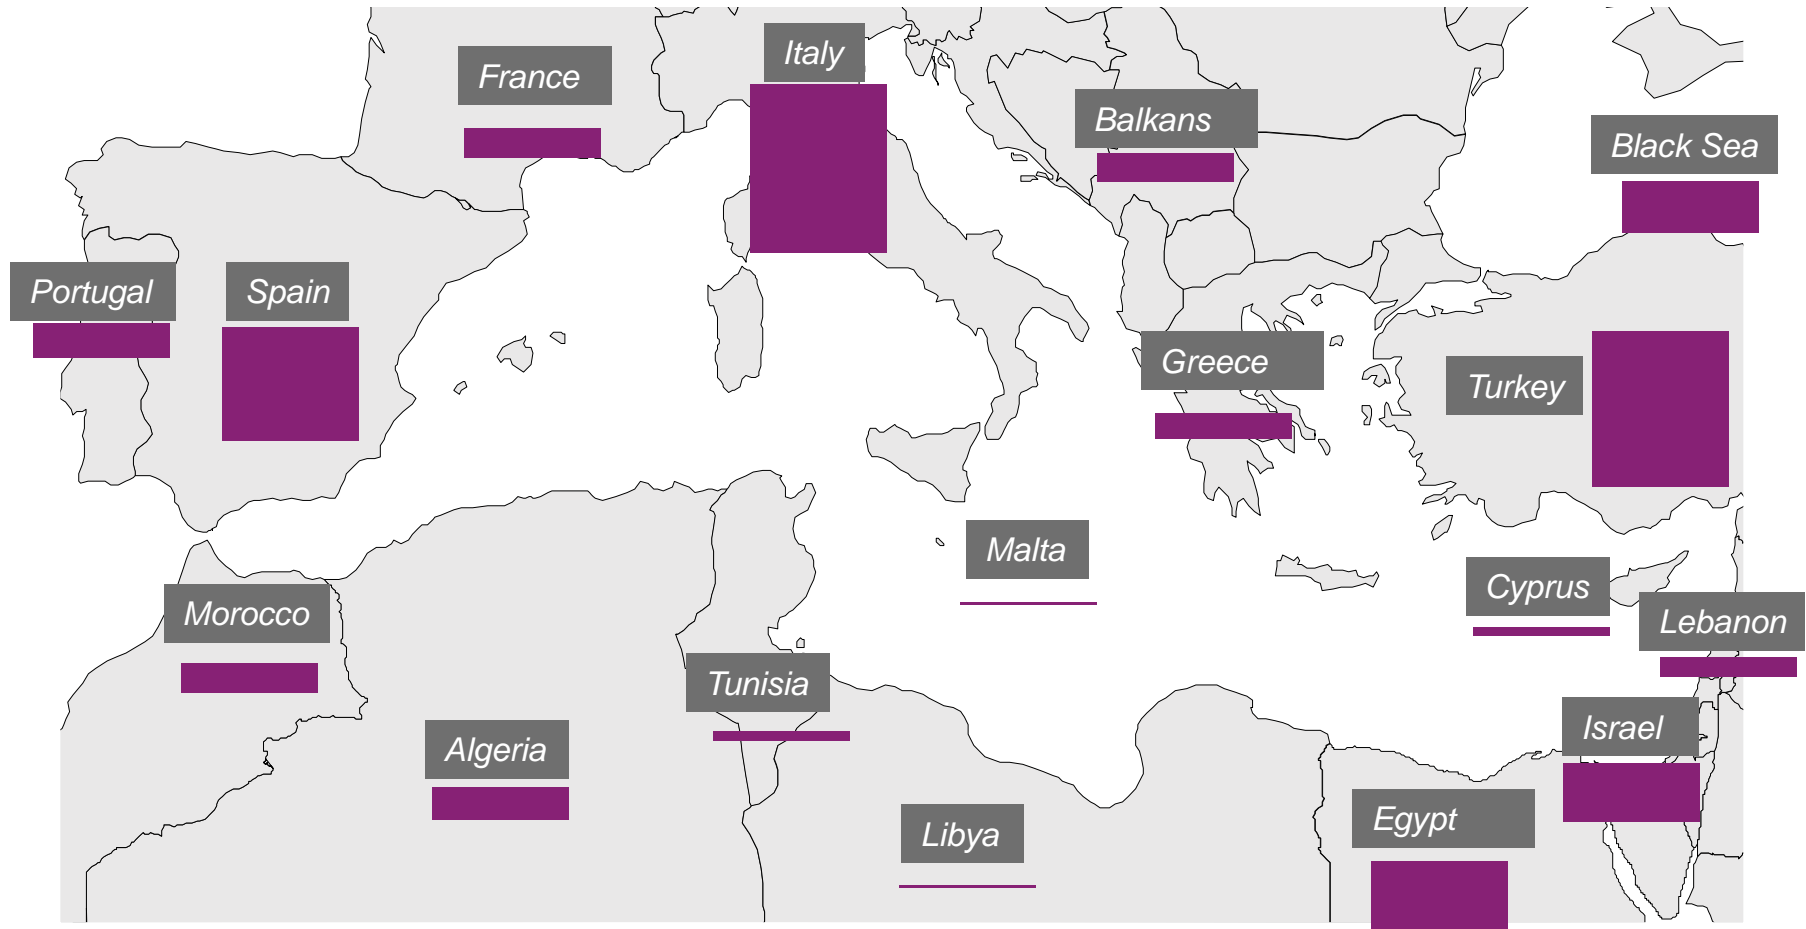 Italy
France
Balkans
Black Sea
Portugal
Spain
Greece
Turkey
Malta
Cyprus
Morocco
Lebanon
Tunisia
Israel
Algeria
Egypt
Libya